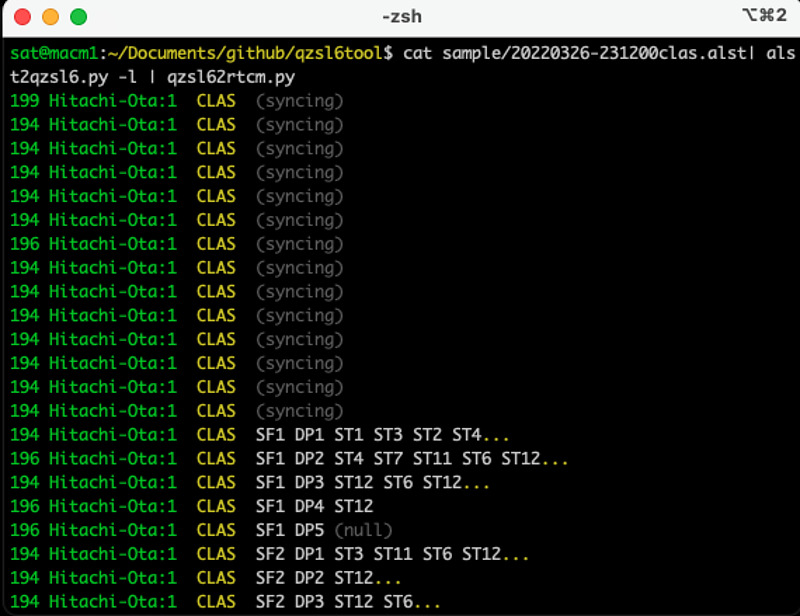 -zsh
⌥⌘2
sat@macm1:~/Documents/github/qzsl6tool$ cat sample/20220326-231200clas.alst| als
t2qzsl6.py -l | qzsl62rtcm.py
199 Hitachi-Ota:1  CLAS  (syncing)
194 Hitachi-Ota:1  CLAS  (syncing)
194 Hitachi-Ota:1  CLAS  (syncing)
194 Hitachi-Ota:1  CLAS  (syncing)
194 Hitachi-Ota:1  CLAS  (syncing)
194 Hitachi-Ota:1  CLAS  (syncing)
196 Hitachi-Ota:1  CLAS  (syncing)
194 Hitachi-Ota:1  CLAS  (syncing)
194 Hitachi-Ota:1  CLAS  (syncing)
194 Hitachi-Ota:1  CLAS  (syncing)
194 Hitachi-Ota:1  CLAS  (syncing)
194 Hitachi-Ota:1  CLAS  (syncing)
194 Hitachi-Ota:1  CLAS  (syncing)
194 Hitachi-Ota:1  CLAS  (syncing)
194 Hitachi-Ota:1  CLAS  SF1 DP1 ST1 ST3 ST2 ST4...
196 Hitachi-Ota:1  CLAS  SF1 DP2 ST4 ST7 ST11 ST6 ST12...
194 Hitachi-Ota:1  CLAS  SF1 DP3 ST12 ST6 ST12...
196 Hitachi-Ota:1  CLAS  SF1 DP4 ST12
196 Hitachi-Ota:1  CLAS  SF1 DP5 (null)
194 Hitachi-Ota:1  CLAS  SF2 DP1 ST3 ST11 ST6 ST12...
194 Hitachi-Ota:1  CLAS  SF2 DP2 ST12...
194 Hitachi-Ota:1  CLAS  SF2 DP3 ST12 ST6...